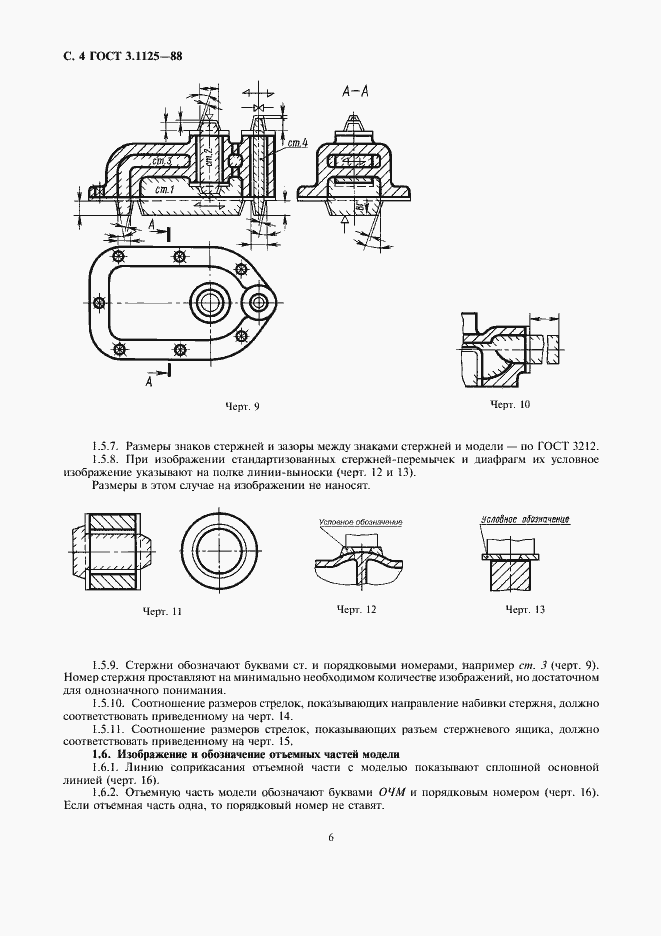 С. 4 ГОСТ 3.1125—88
А–А
ст.4
ст.2
ст.3
ст.1
А
А
Черт. 9
Черт. 10
1.5.7. Размеры знаков стержней и зазоры между знаками стержней и модели — по ГОСТ 3212.
1.5.8. При изображении стандартизованных стержней-перемычек и диафрагм их условное
изображение указывают на полке линии-выноски (черт. 12 и 13).
Размеры в этом случае на изображении не наносят.
Условное обозначение
Условное обозначение
Черт. 11
Черт. 12
Черт. 13
1.5.9. Стержни обозначают буквами ст. и порядковыми номерами, например ст. 3 (черт. 9).
Номер стержня проставляют на минимально необходимом количестве изображений, но достаточном
для однозначного понимания.
1.5.10. Соотношение размеров стрелок, показывающих направление набивки стержня, должно
соответствовать приведенному на черт. 14.
1.5.11. Соотношение размеров стрелок, показывающих разъем стержневого ящика, должно
соответствовать приведенному на черт. 15.
1.6. Изображение и обозначение отъемных частей модели
1.6.1. Линию соприкасания отъемной части с моделью показывают сплошной основной
линией (черт. 16).
1.6.2. Отъемную часть модели обозначают буквами ОЧМ и порядковым номером (черт. 16).
Если отъемная часть одна, то порядковый номер не ставят.
6